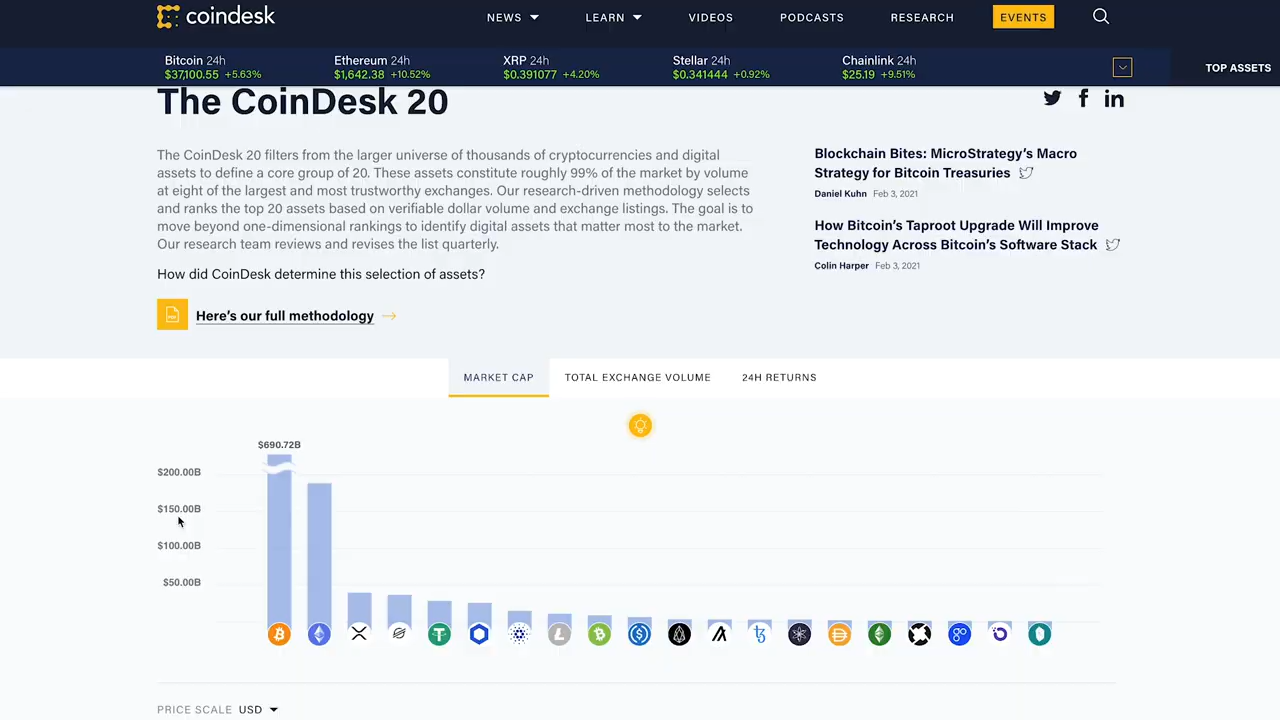 coindesk
NEWS LEARN VIDEOS PODCASTS RESEARCH EVENTS
Bitcoin 24h Ethereum 24h XRP 24h Stellar 24h Chainlink 24h
$37,100.55 +5.63% $1,642.38 +10.52% $0.391077 +4.20% $0.341444 +0.92% $25.19 +9.51%
TOP ASSETS
The CoinDesk 20
The CoinDesk 20 filters from the larger universe of thousands of cryptocurrencies and digital
assets to define a core group of 20. These assets constitute roughly 99% of the market by volume
at eight of the largest and most trustworthy exchanges. Our research-driven methodology selects
and ranks the top 20 assets based on verifiable dollar volume and exchange listings. The goal is to
move beyond one-dimensional rankings to identify digital assets that matter most to the market.
Our research team reviews and revises the list quarterly.
How did CoinDesk determine this selection of assets?
Here's our full methodology
Blockchain Bites: MicroStrategy's Macro
Strategy for Bitcoin Treasuries
Daniel Kuhn Feb 3, 2021
How Bitcoin's Taproot Upgrade Will Improve
Technology Across Bitcoin's Software Stack
Colin Harper Feb 3, 2021
MARKET CAP TOTAL EXCHANGE VOLUME 24H RETURNS
$690.72B
$200.00B
$150.00B
$100.00B
$50.00B
PRICE SCALE USD